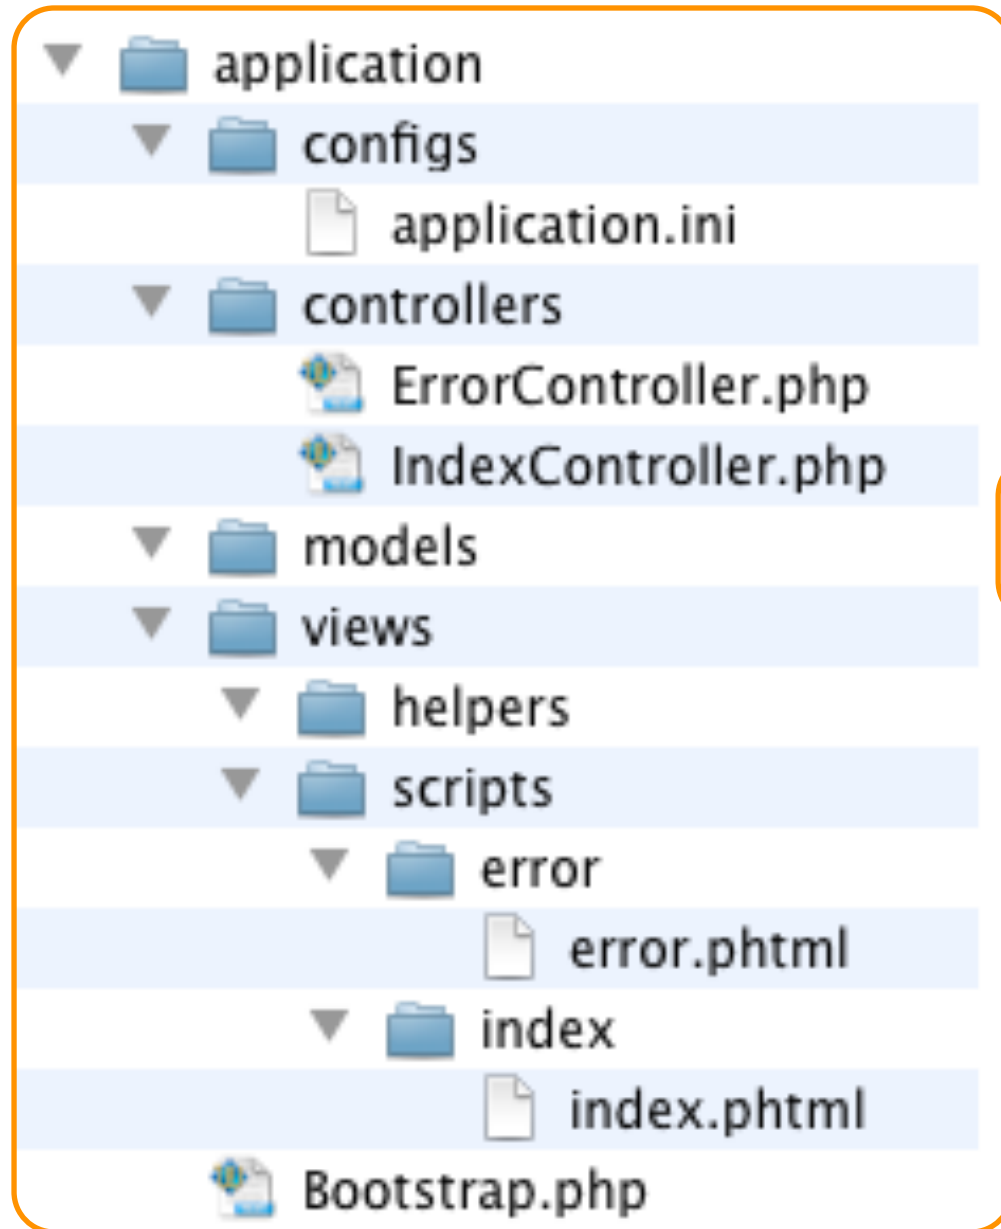 application
configs
application.ini
controllers
ErrorController.php
IndexController.php
models
views
helpers
scripts
error
error.phtml
index
index.phtml
Bootstrap.php